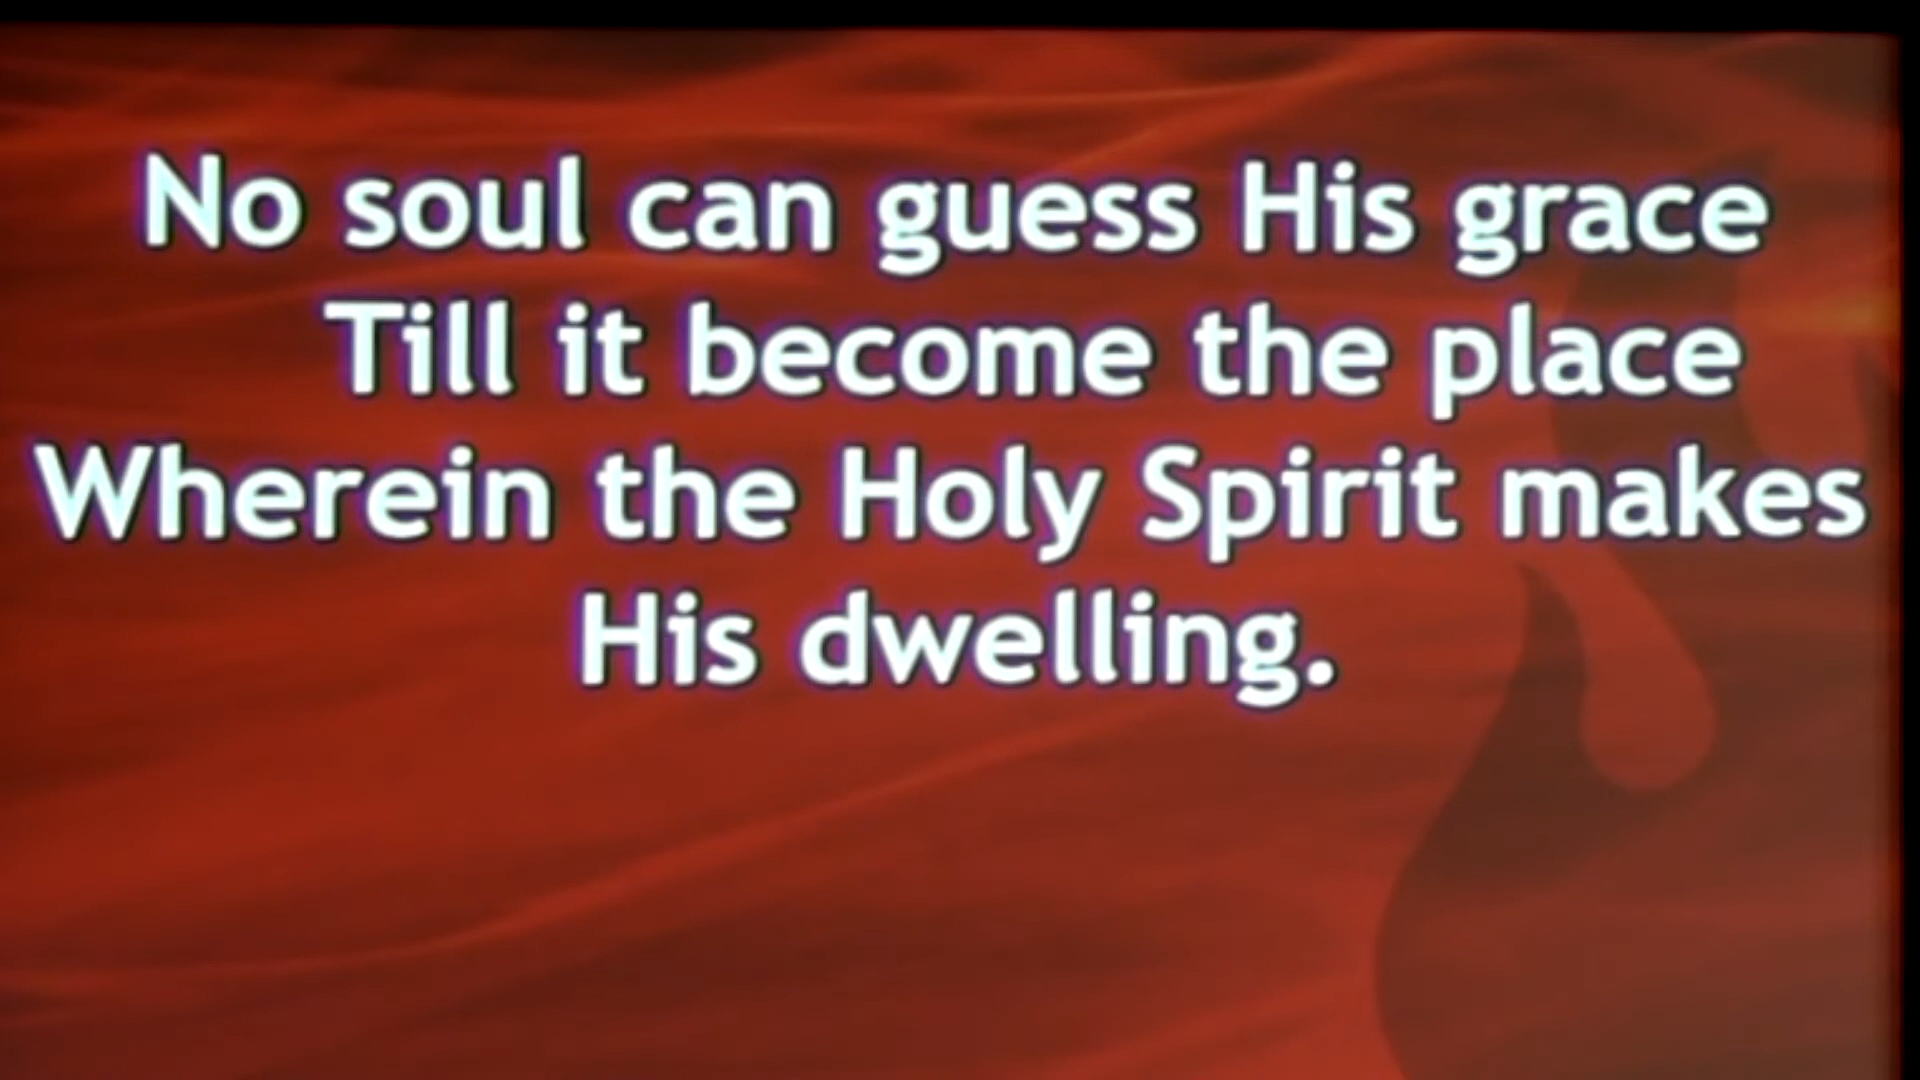 No soul can guess His grace
Till it become the place
Wherein the Holy Spirit makes
His dwelling.